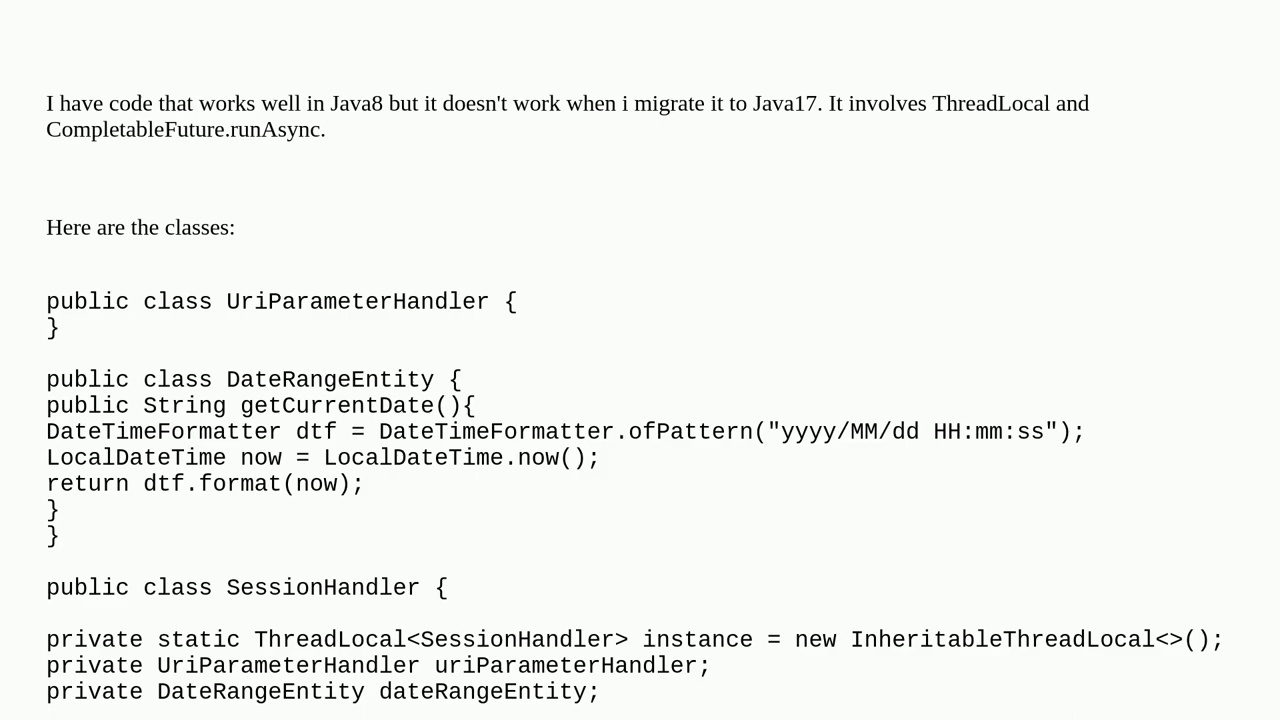 I have code that works well in Java8 but it doesn't work when i migrate it to Java17. It involves ThreadLocal and
CompletableFuture.runAsync.
Here are the classes:
public class UriParameterHandler {
}
public class DateRangeEntity {
public String getCurrentDate(){
DateTimeFormatter dtf = DateTimeFormatter.ofPattern("yyyy/MM/dd HH:mm:ss");
LocalDateTime now = LocalDateTime.now();
return dtf.format(now);
}
}
public class SessionHandler {
private static ThreadLocal<SessionHandler> instance = new InheritableThreadLocal<>();
private UriParameterHandler uriParameterHandler;
private DateRangeEntity dateRangeEntity;